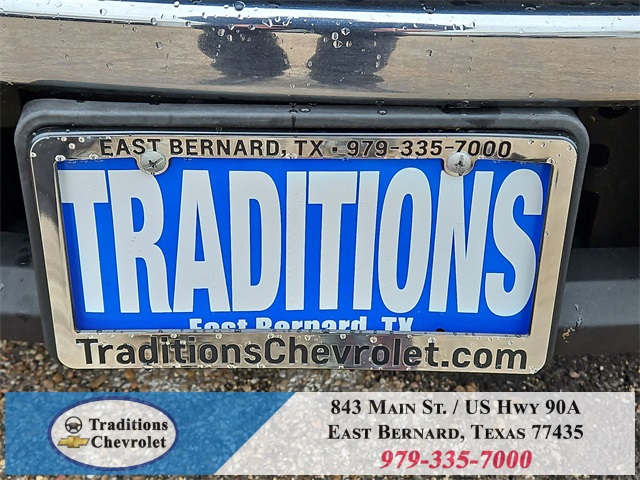 EAST BERNARD, TX • 979-335-7000
TRADITIONS
East Bernard, TX
TraditionsChevrolet.com
Traditions
Chevrolet
843 Main St. / US Hwy 90A
East Bernard, Texas 77435
979-335-7000